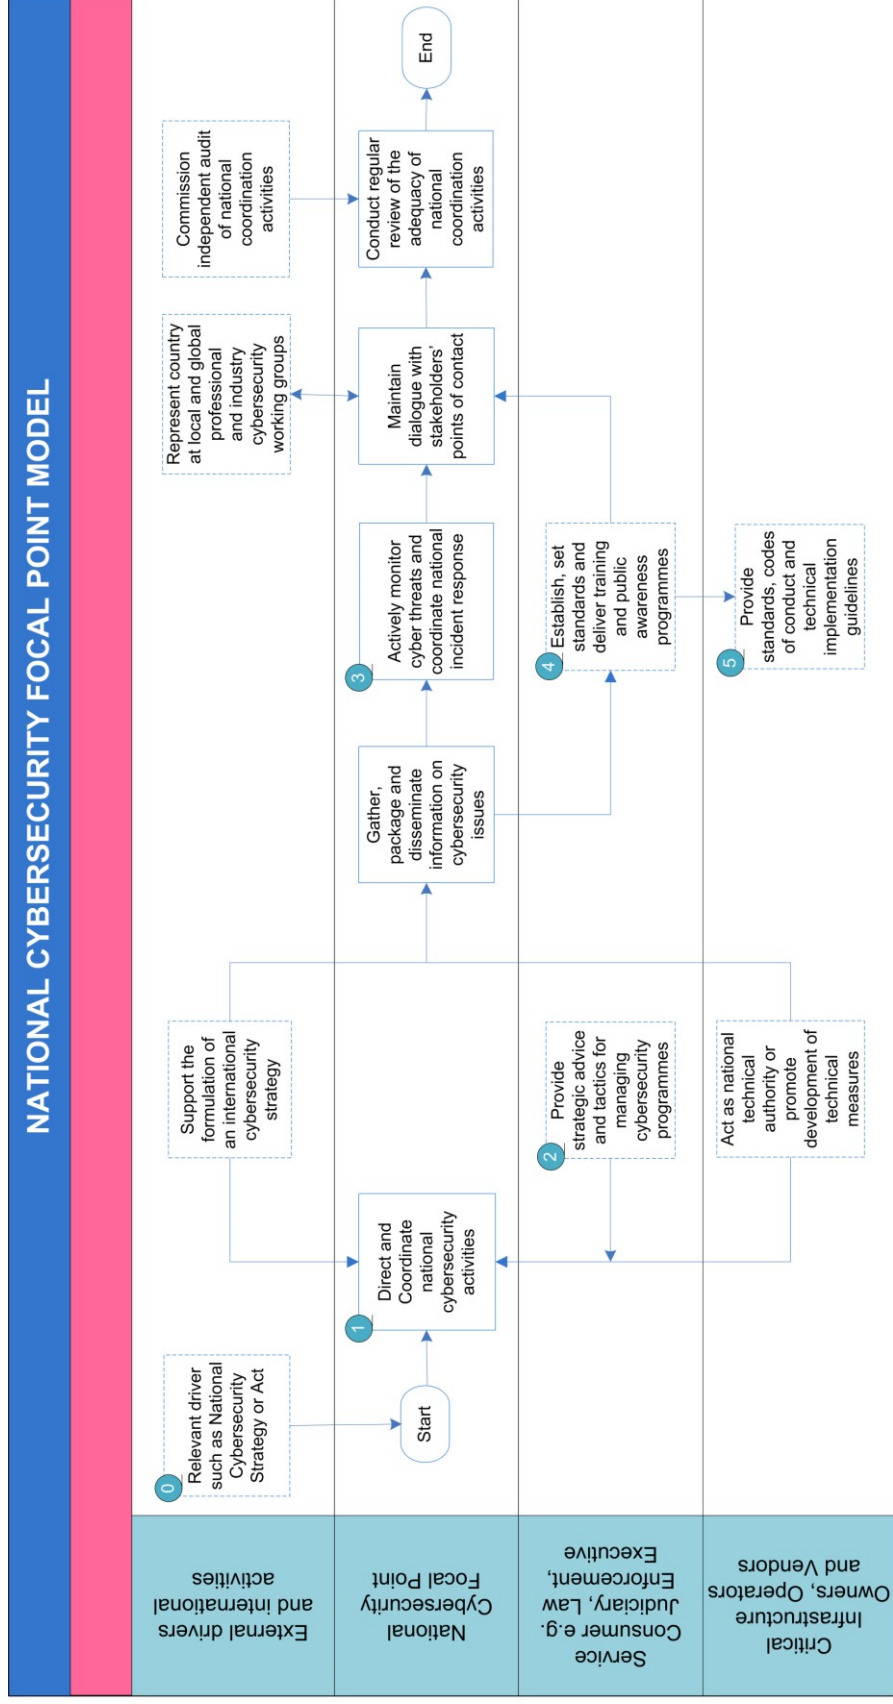 NATIONAL CYBERSECURITY FOCAL POINT MODEL
External drivers
and international
activities
0
Relevant driver
such as National
Cybersecurity
Strategy or Act
Support the
formulation of
an international
cybersecurity
strategy
Represent country
at local and global
professional
and industry
cybersecurity
working groups
Commission
independent audit
of national
coordination
activities
National
Cybersecurity
Focal Point
Start
1
Direct and
Coordinate
national
cybersecurity
activities
Gather,
package and
disseminate
information on
cybersecurity
issues
3
Actively monitor
cyber threats and
coordinate national
incident response
Maintain
dialogue with
stakeholders’
points of contact
Conduct regular
review of the
adequacy of
national
coordination
activities
End
Service
Consumer e.g.
Judiciary, Law
Enforcement,
Executive
2
Provide
strategic advice
and tactics for
managing
cybersecurity
programmes
4
Establish, set
standards and
deliver training
and public
awareness
programmes
Critical
Infrastructure
Owners, Operators
and Vendors
Act as national
technical
authority or
promote
development of
technical
measures
5
Provide
standards, codes
of conduct and
technical
implementation
guidelines